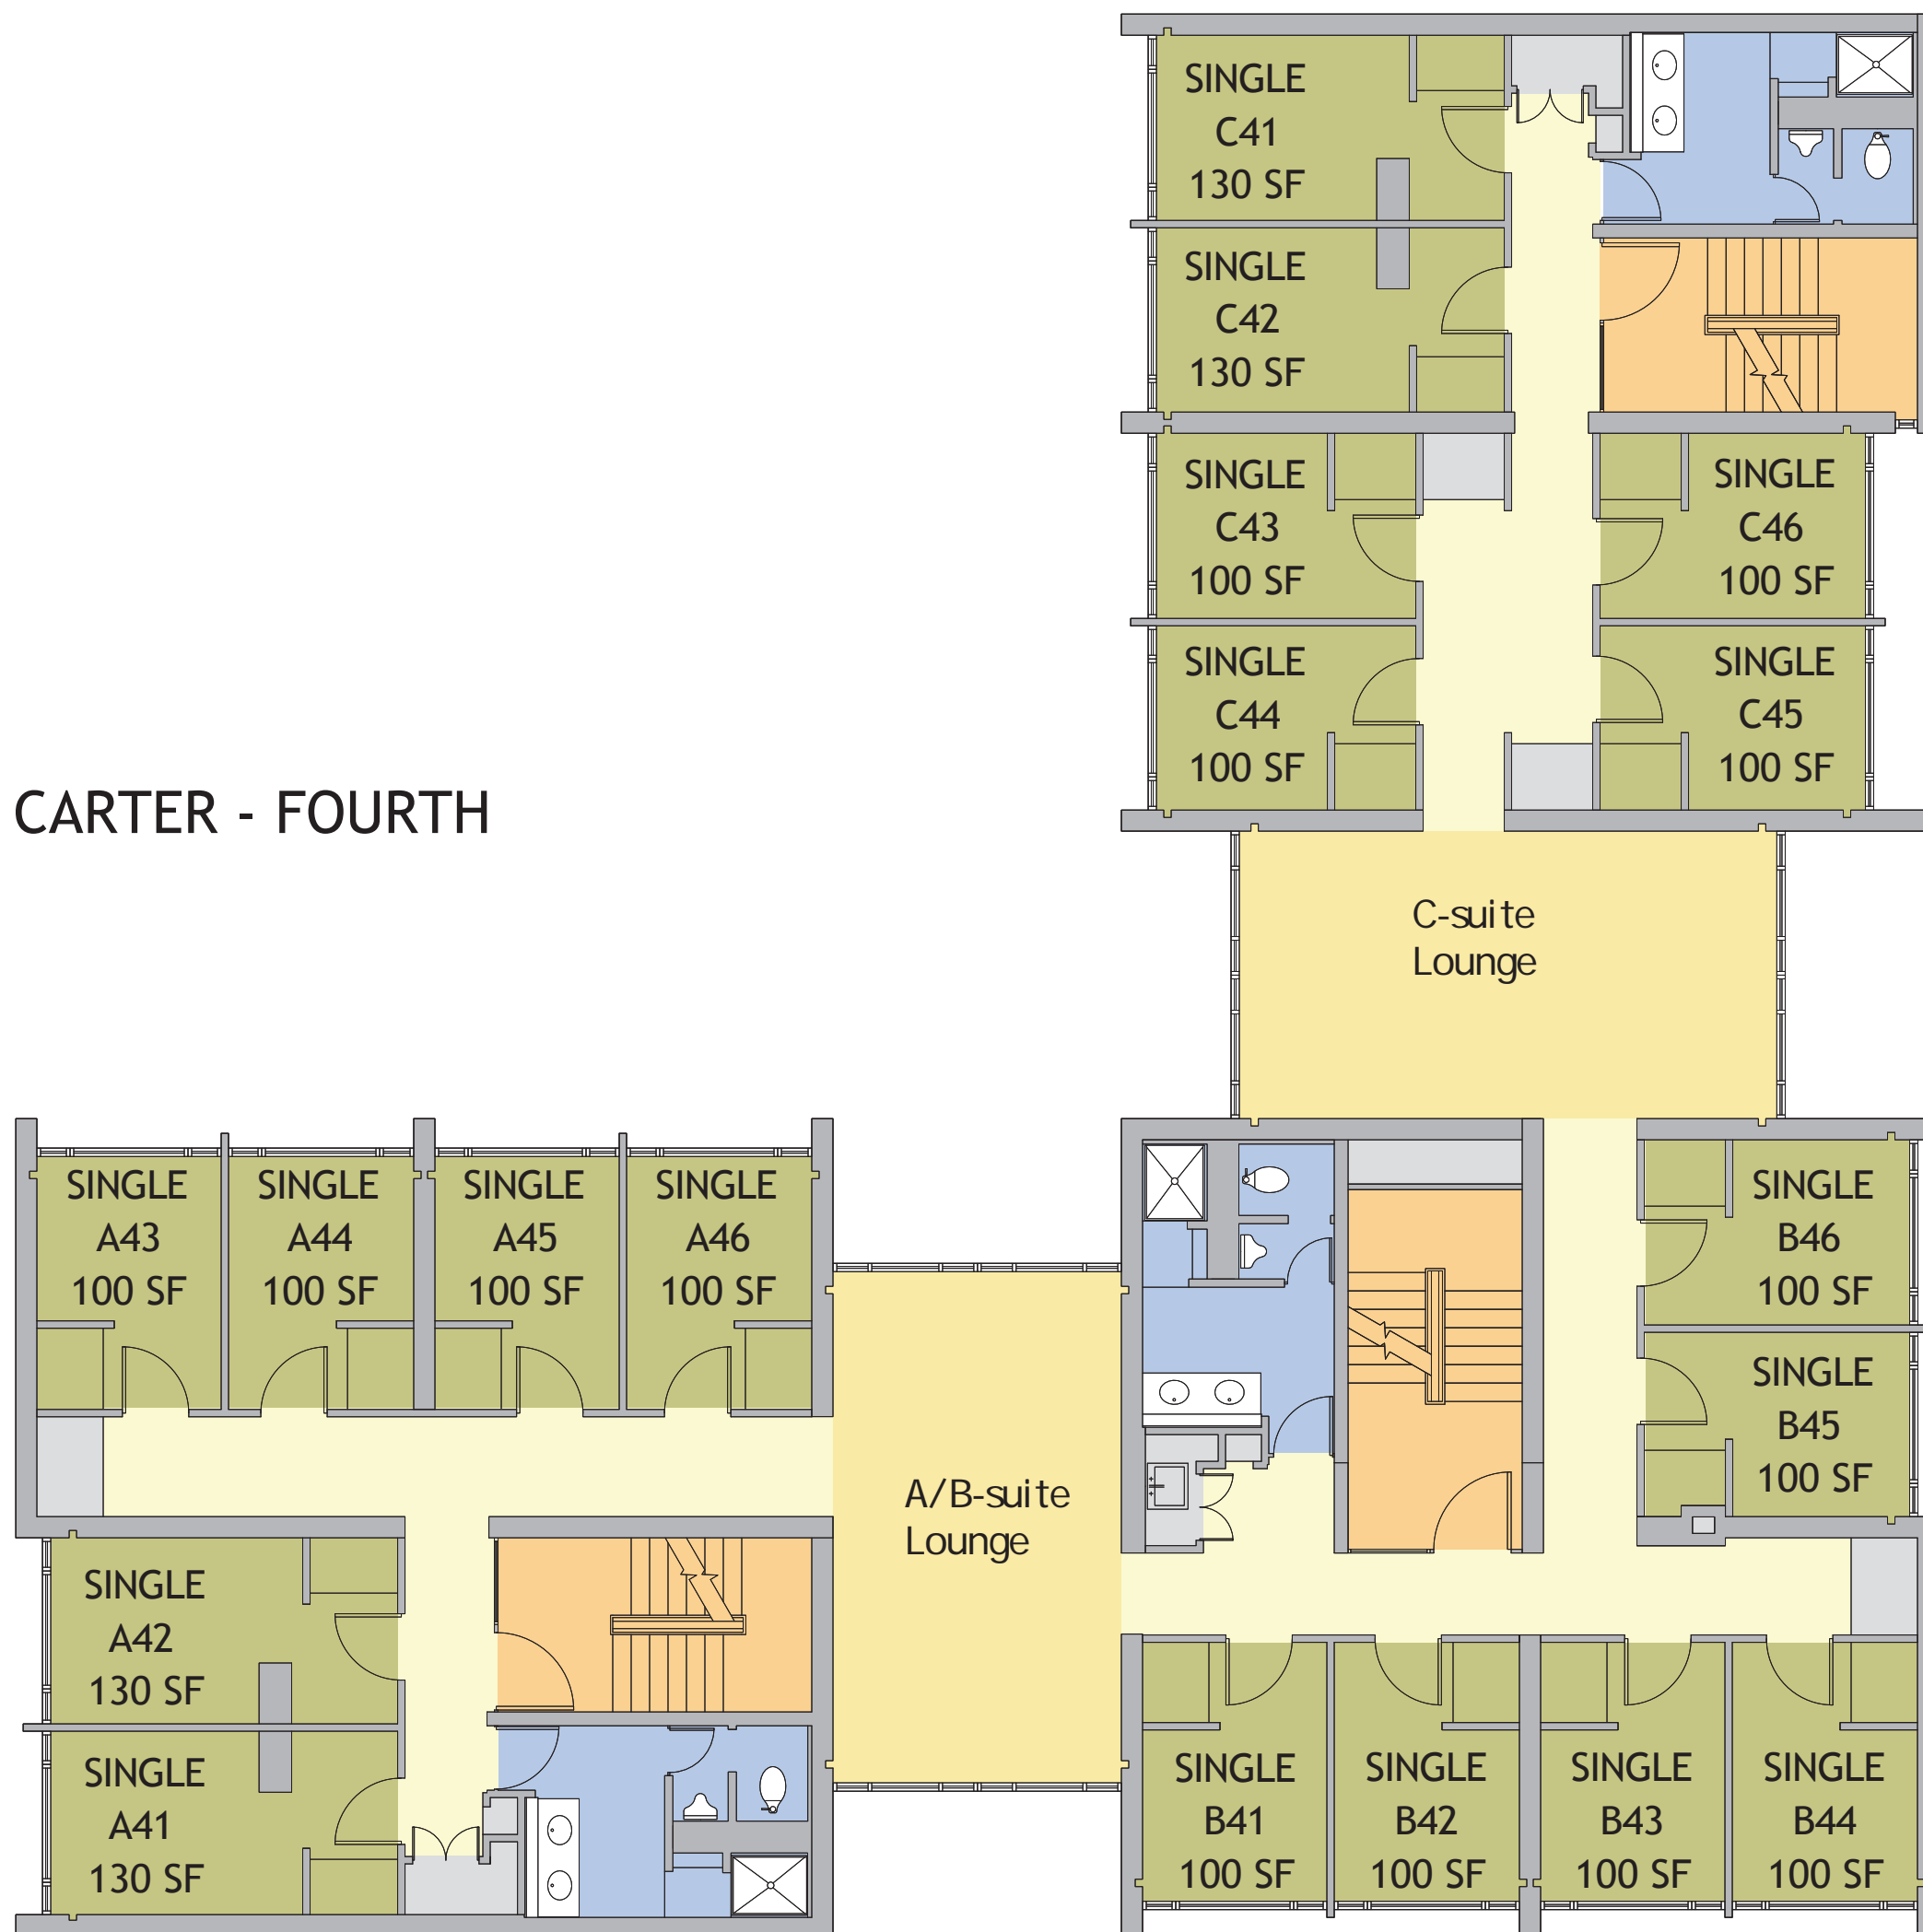 SINGLE
C41
130 SF
SINGLE
C42
130 SF
SINGLE
C43
100 SF
SINGLE
C46
100 SF
SINGLE
C44
100 SF
SINGLE
C45
100 SF
CARTER - FOURTH
C-suite
Lounge
SINGLE
A43
100 SF
SINGLE
A44
100 SF
SINGLE
A45
100 SF
SINGLE
A46
100 SF
SINGLE
B46
100 SF
SINGLE
B45
100 SF
A/B-suite
Lounge
SINGLE
A42
130 SF
SINGLE
A41
130 SF
SINGLE
B41
100 SF
SINGLE
B42
100 SF
SINGLE
B43
100 SF
SINGLE
B44
100 SF